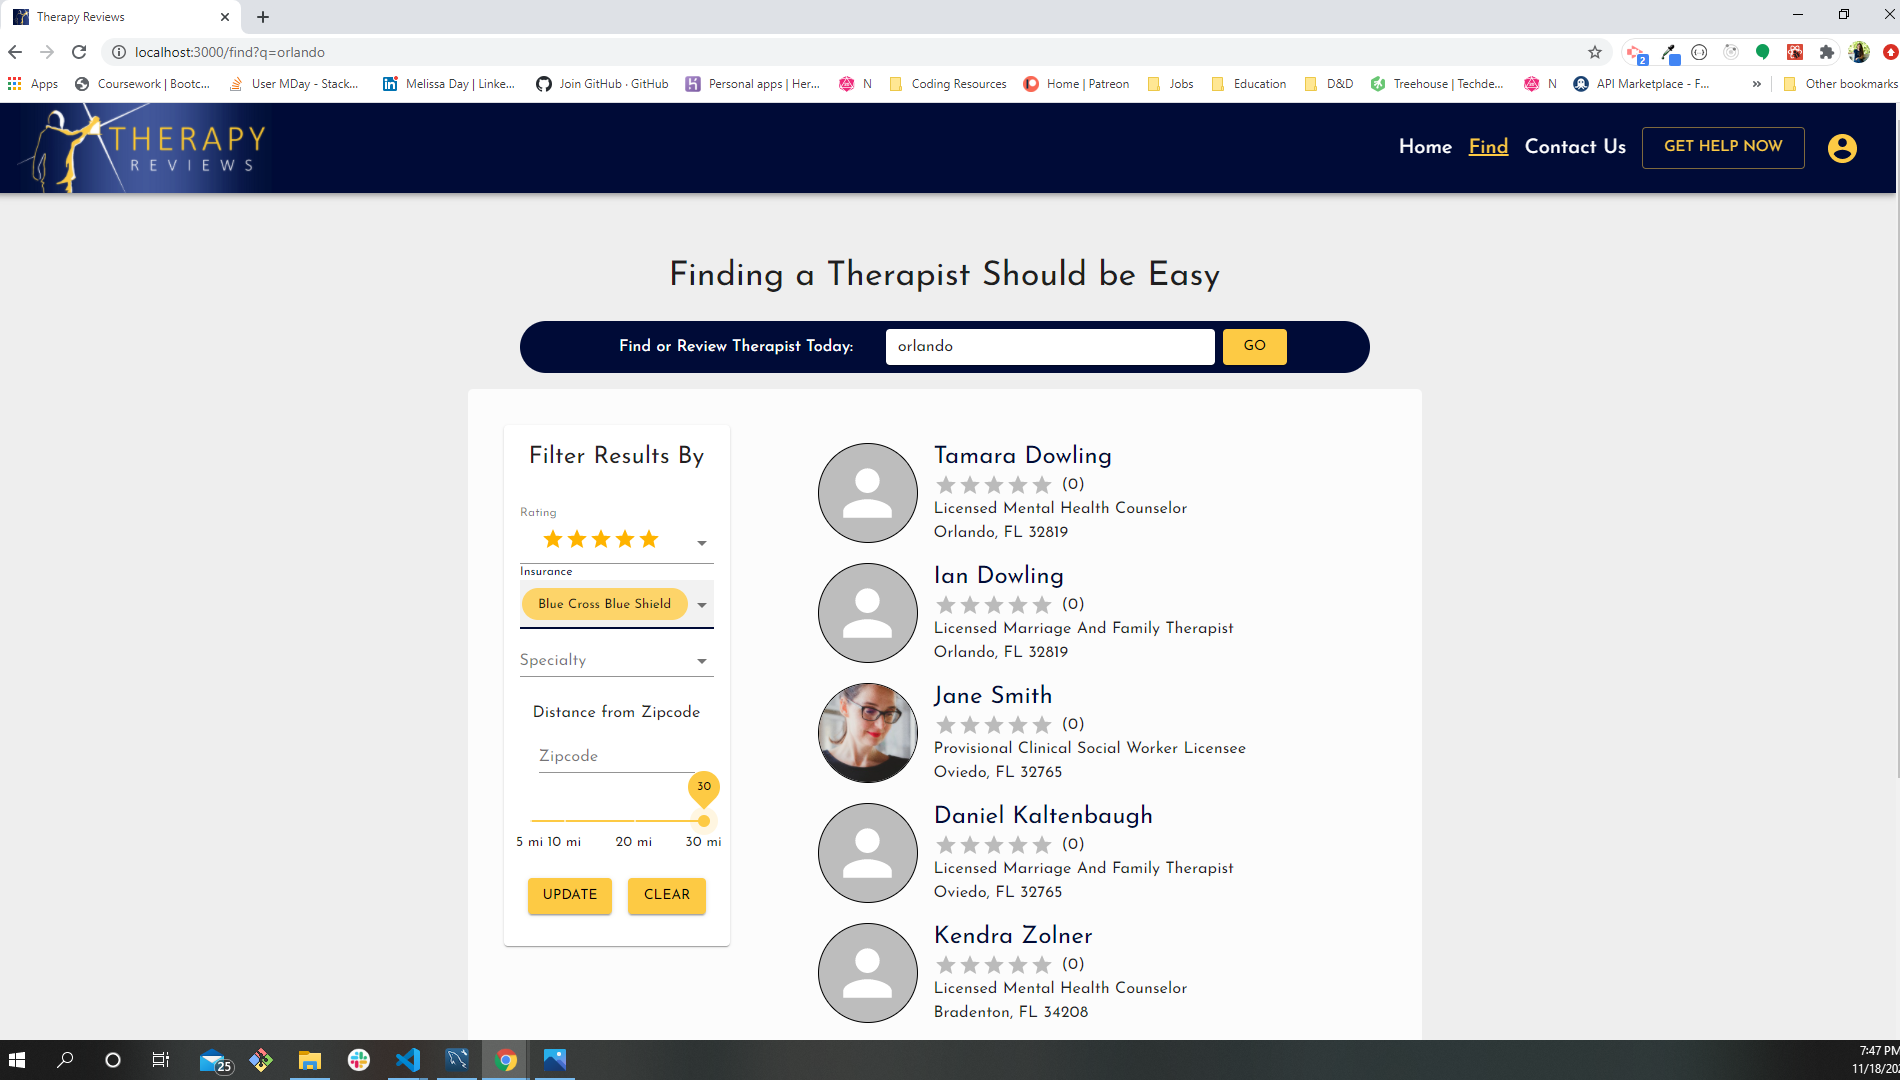 Therapy Reviews
localhost:3000/find?q=orlando
2
Apps Coursework | Bootc... User MDay - Stack... Melissa Day | Linke... Join GitHub · GitHub Personal apps | Her... N Coding Resources Home | Patreon Jobs Education D&D Treehouse | Techde... N API Marketplace - F... » Other bookmarks
THERAPY
REVIEWS
Home Find Contact Us GET HELP NOW
Finding a Therapist Should be Easy
Find or Review Therapist Today: orlando GO
Filter Results By
Rating
Insurance
Blue Cross Blue Shield
Specialty
Distance from Zipcode
Zipcode
30
5 mi 10 mi 20 mi 30 mi
UPDATE CLEAR
Tamara Dowling
(0)
Licensed Mental Health Counselor
Orlando, FL 32819
Ian Dowling
(0)
Licensed Marriage And Family Therapist
Orlando, FL 32819
Jane Smith
(0)
Provisional Clinical Social Worker Licensee
Oviedo, FL 32765
Daniel Kaltenbaugh
(0)
Licensed Marriage And Family Therapist
Oviedo, FL 32765
Kendra Zolner
(0)
Licensed Mental Health Counselor
Bradenton, FL 34208
25
7:47 PM
11/18/20